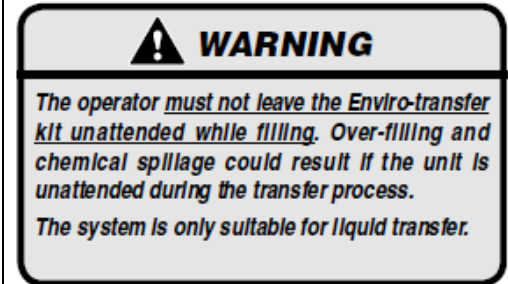 WARNING
The operator must not leave the Enviro-transfer
kit unattended while filling. Over-filling and
chemical spillage could result if the unit is
unattended during the transfer process.
The system is only suitable for liquid transfer.